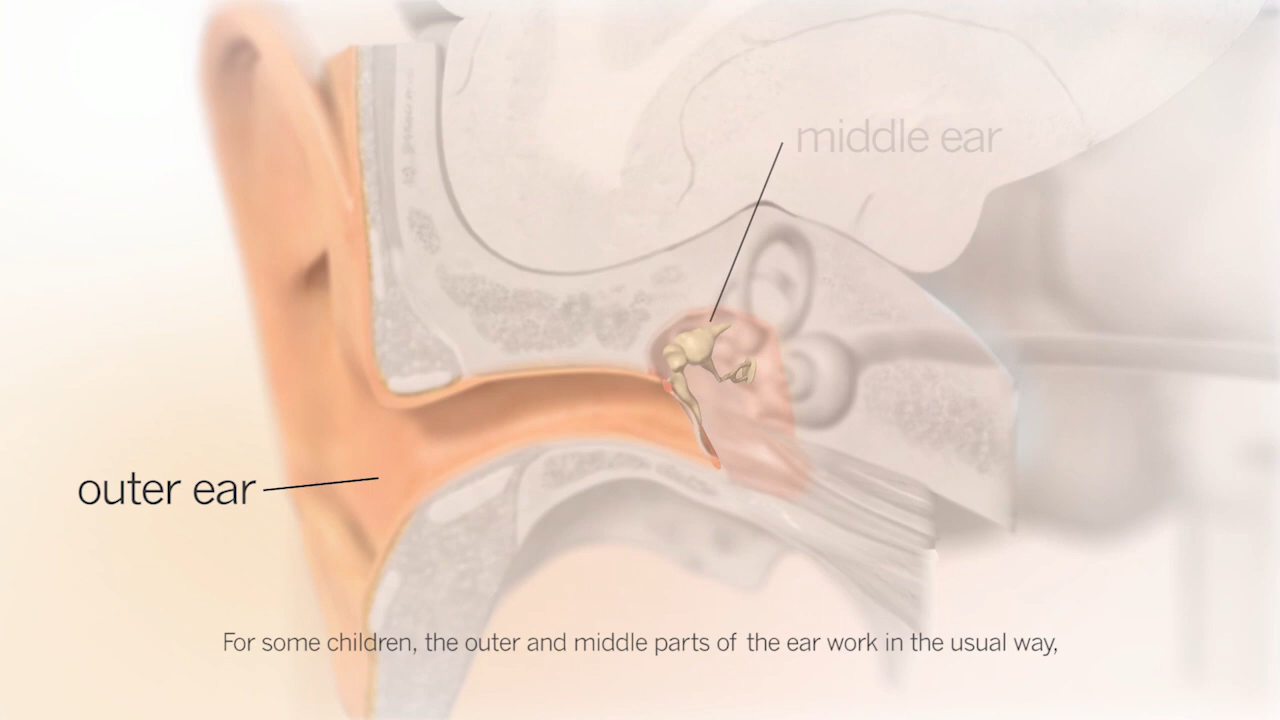 middle ear
outer ear
For some children, the outer and middle parts of the ear work in the usual way,